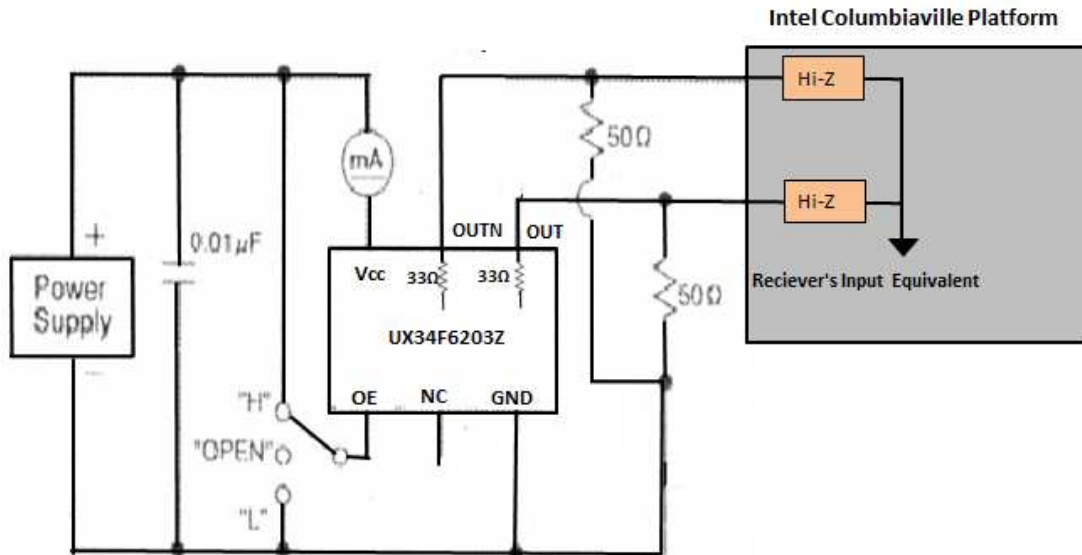 Intel Columbiaville Platform
Hi-Z
50Ω
mA
Hi-Z
OUTN OUT
+
0.01μF
Vcc 33Ω 33Ω
Reciever's Input Equivalent
Power
Supply
50Ω
UX34F6203Z
-
OE NC GND
"H"
"OPEN"
"L"